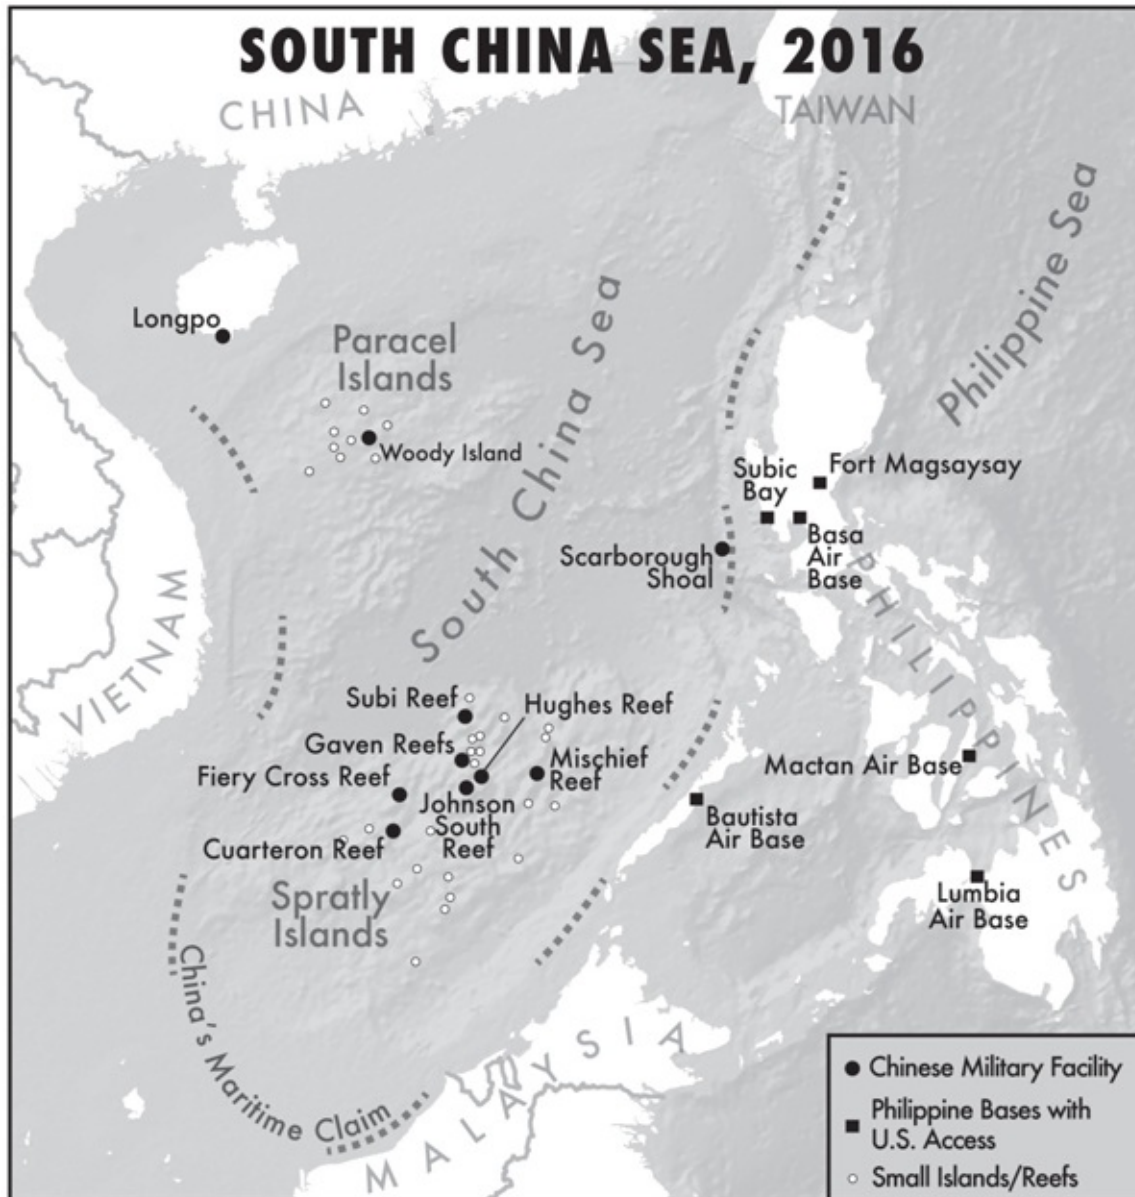 SOUTH CHINA SEA, 2016
CHINA
TAIWAN
Philippine Sea
South China Sea
Longpo
Paracel
Islands
Woody Island
Subic
Bay
Fort Magsaysay
Basa
Air
Base
Scarborough
Shoal
PHILIPPINES
VIETNAM
Subi Reef
Hughes Reef
Gaven Reefs
Mischief
Reef
Fiery Cross Reef
Johnson
South
Reef
Cuarteron Reef
Mactan Air Base
Bautista
Air Base
Lumbia
Air Base
Spratly
Islands
China's Maritime Claim
MALAYSIA
Chinese Military Facility
Philippine Bases with
U.S. Access
Small Islands/Reefs